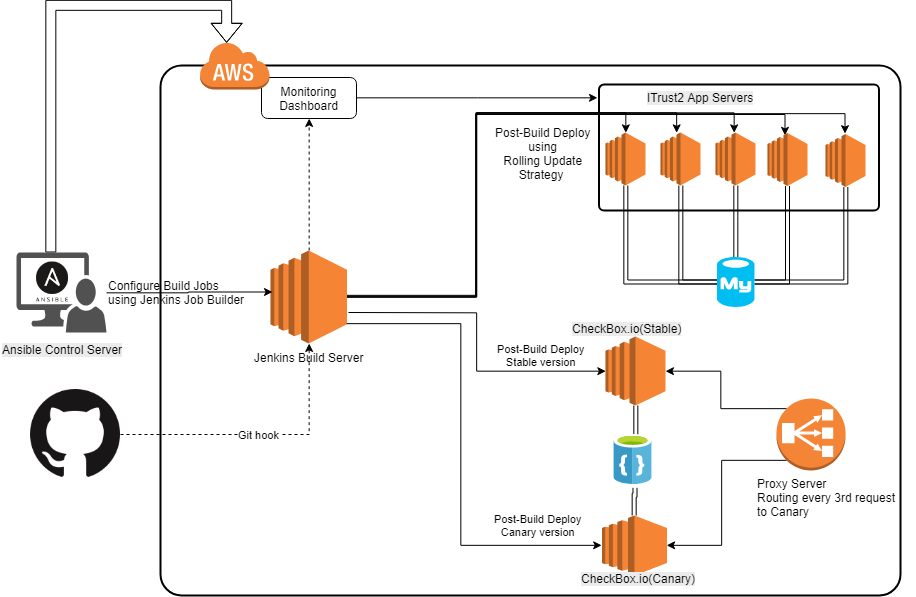 AWS
Monitoring
Dashboard
ITrust2 App Servers
Post-Build Deploy
using
Rolling Update
Strategy
My
ANSIBLE
Configure Build Jobs
using Jenkins Job Builder
Ansible Control Server
Jenkins Build Server
CheckBox.io(Stable)
Post-Build Deploy
Stable version
Git hook
{ }
Proxy Server
Routing every 3rd request
to Canary
Post-Build Deploy
Canary version
CheckBox.io(Canary)